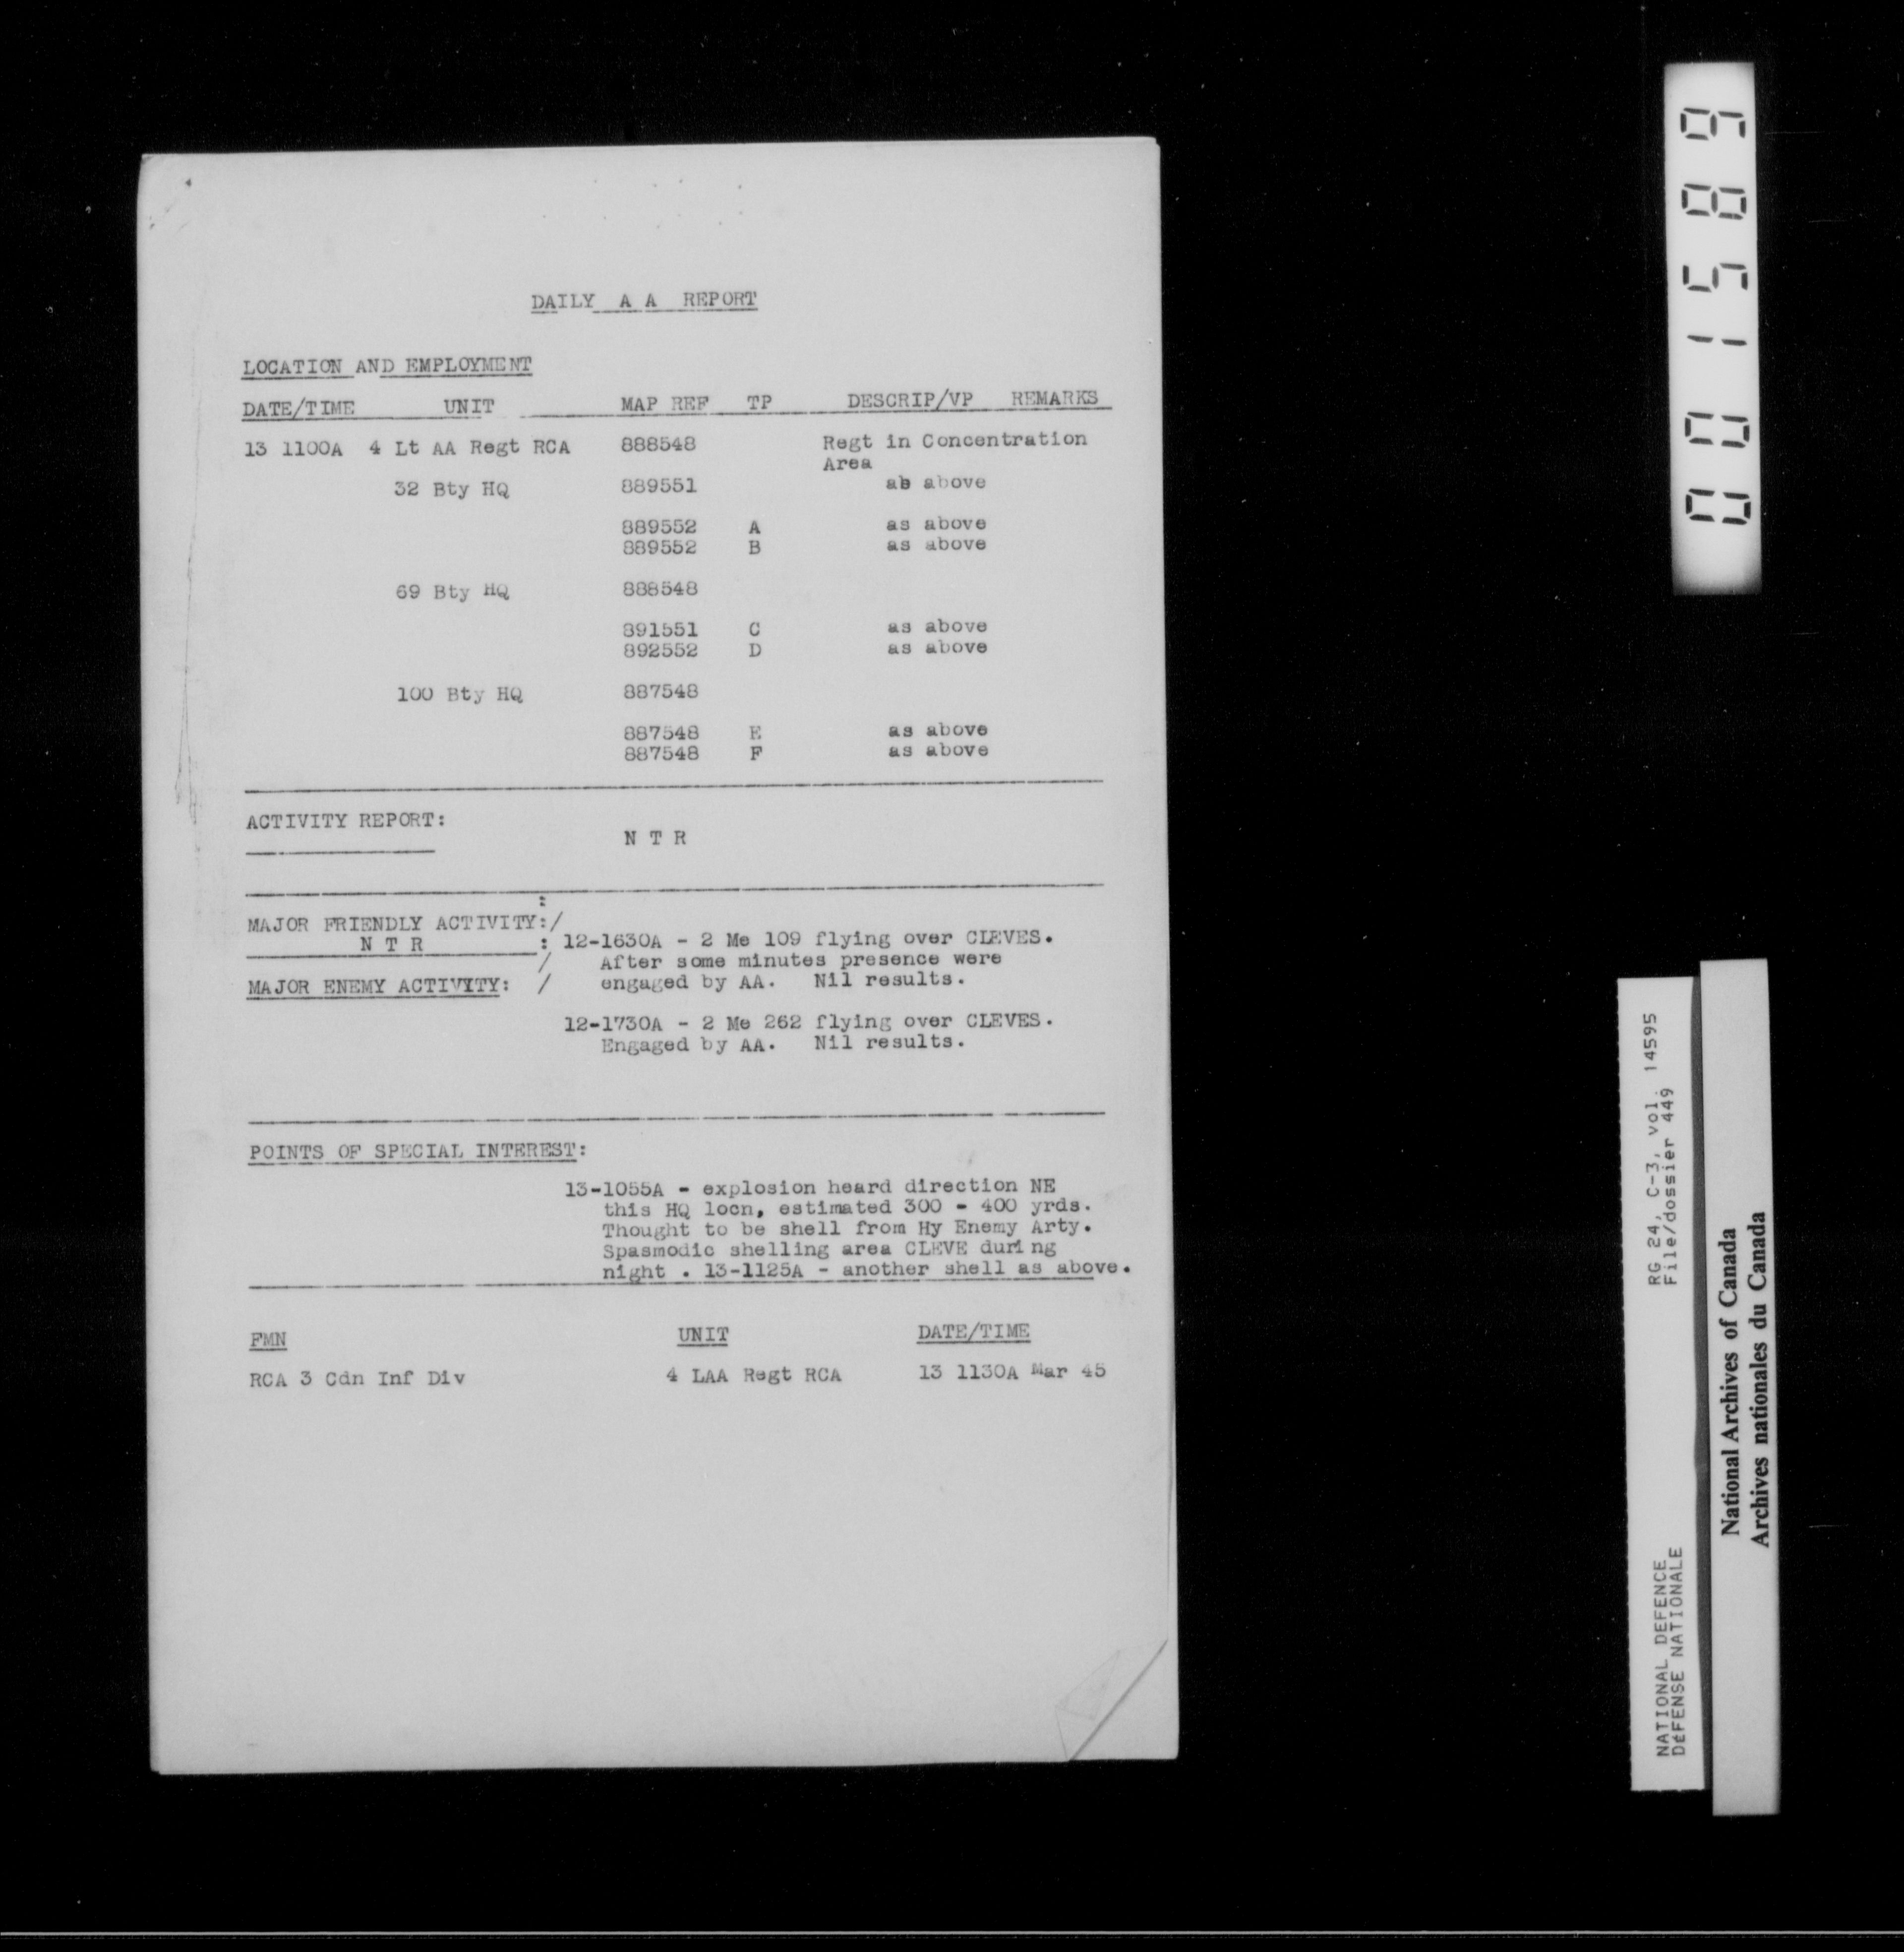 DAILY A A REPORT
LOCATION AND EMPLOYMENT
DATE/TIME UNIT MAP REF TP DESCRIP/VP REMARKS
13 1100A 4 Lt AA Regt RCA 888548 Regt in Concentration
Area
32 Bty HQ 889551 as above
889552 A as above
889552 B as above
69 Bty HQ 888548
891551 C as above
892552 D as above
100 Bty HQ 887548
887548 E as above
887548 F as above
ACTIVITY REPORT:
N T R
MAJOR FRIENDLY ACTIVITY:/
N T R : 12-1630A - 2 Me 109 flying over CLEVES.
/ After some minutes presence were
MAJOR ENEMY ACTIVITY: / engaged by AA. Nil results.
12-1730A - 2 Me 262 flying over CLEVES.
Engaged by AA. Nil results.
POINTS OF SPECIAL INTEREST:
13-1055A - explosion heard direction NE
this HQ locn, estimated 300 - 400 yrds.
Thought to be shell from Hy Enemy Arty.
Spasmodic shelling area CLEVE during
night . 13-1125A - another shell as above.
FMN UNIT DATE/TIME
RCA 3 Cdn Inf Div 4 LAA Regt RCA 13 1130A Mar 45
001589
RG 24, C-3, vol. 14595
File/dossier 449
NATIONAL DEFENCE
DéFENSE NATIONALE
National Archives of Canada
Archives nationales du Canada